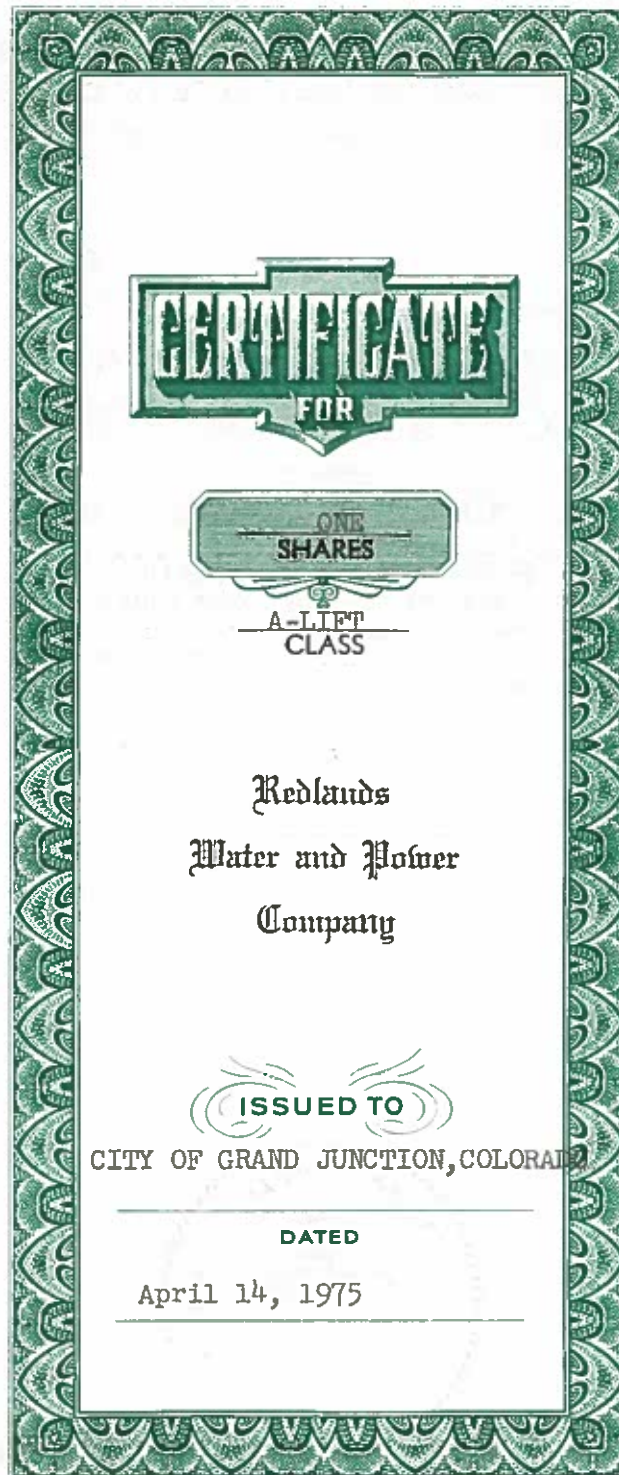 CERTIFICATE
FOR
ONE
SHARES
A-LIFT
CLASS
Redlands
Water and Power
Company
ISSUED TO
CITY OF GRAND JUNCTION,COLORADO
DATED
April 14, 1975